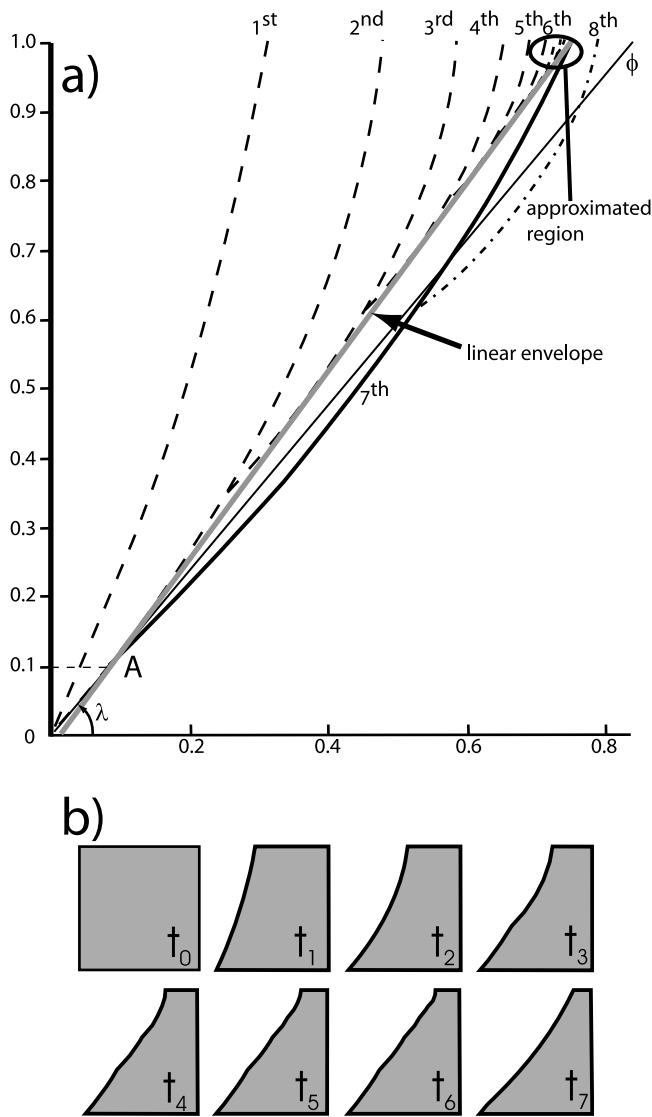 1st 2nd 3rd 4th 5th 6th 8th
1.0
a)
ϕ
0.9
0.8
approximated
region
0.7
0.6
linear envelope
0.5
7th
0.4
0.3
0.2
0.1
A
λ
0
0.2 0.4 0.6 0.8
b)
t0 t1 t2 t3
t4 t5 t6 t7